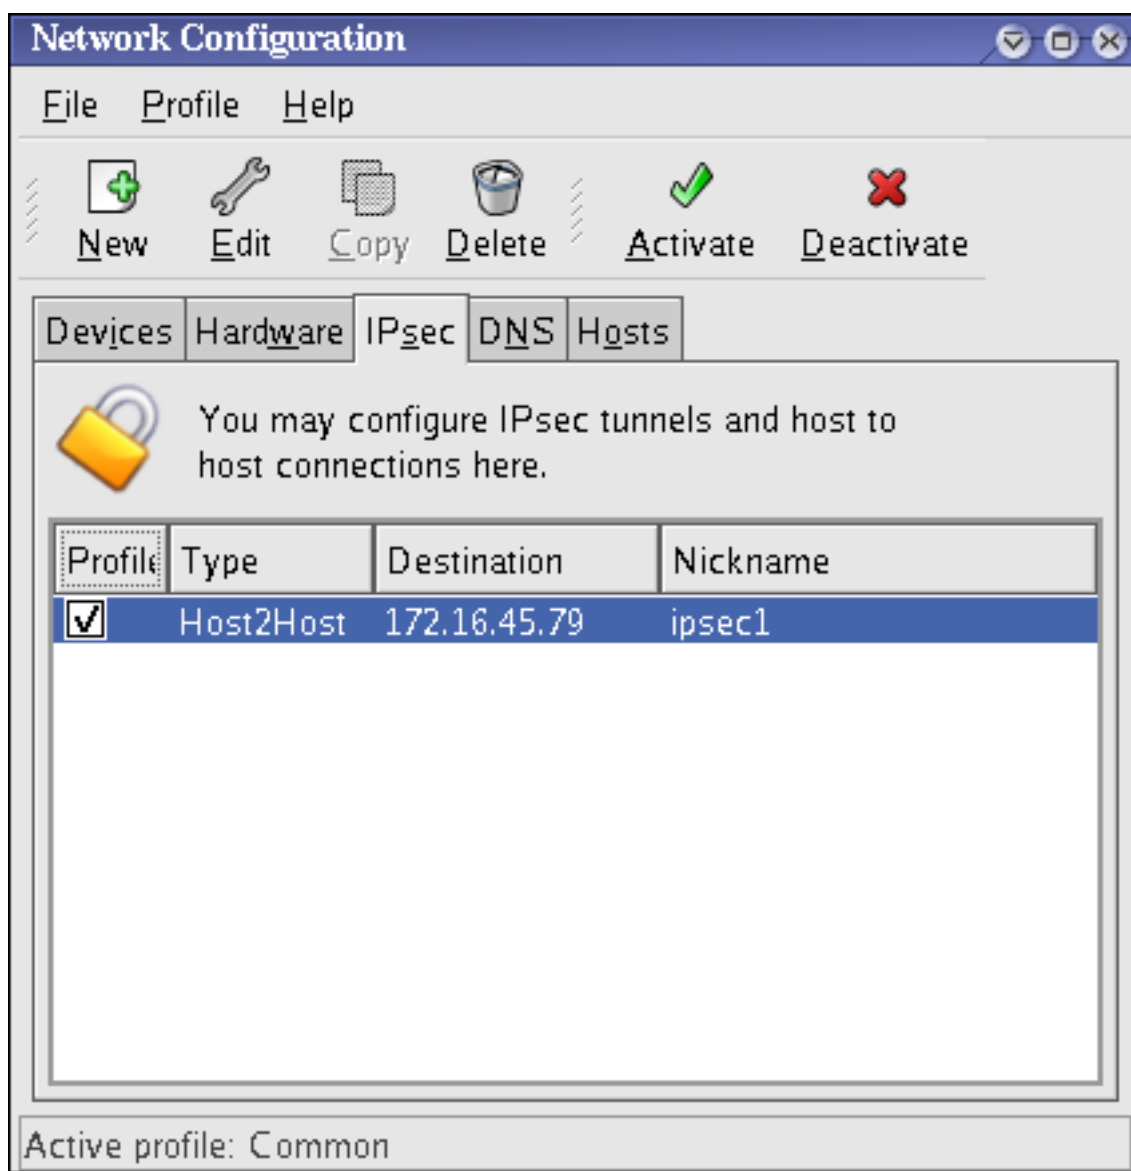 Network Configuration
File Profile Help
New Edit Copy Delete Activate Deactivate
Devices Hardware IPsec DNS Hosts
You may configure IPsec tunnels and host to
host connections here.
Profile Type Destination Nickname
Host2Host 172.16.45.79 ipsec1
Active profile: Common